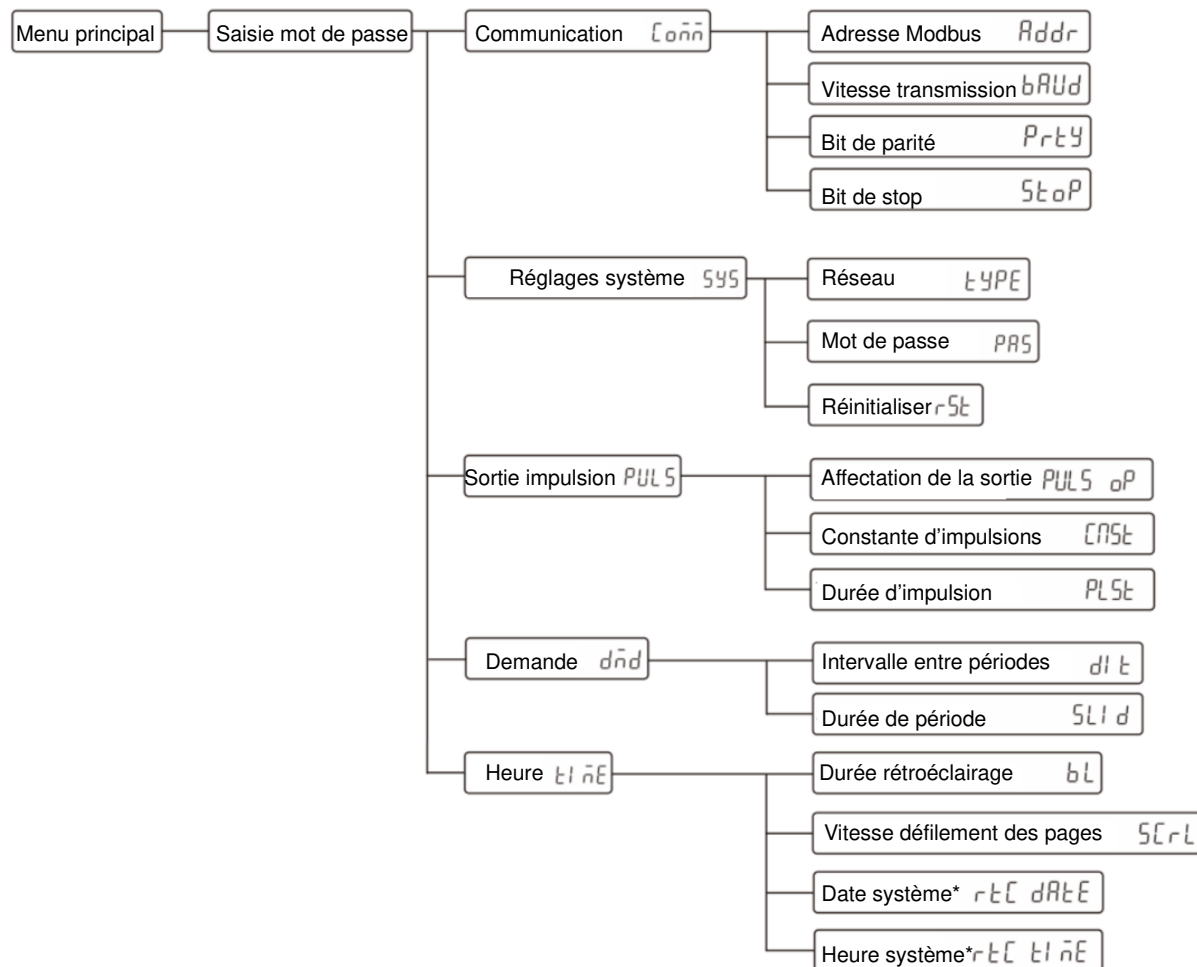 Menu principal
Saisie mot de passe
Communication Conn
Adresse Modbus Addr
Vitesse transmission bAUd
Bit de parité PrtY
Bit de stop StoP
Réglages système SYS
Réseau tYPE
Mot de passe PAS
Réinitialiser rSt
Sortie impulsion PULS
Affectation de la sortie PULS oP
Constante d'impulsions CNSt
Durée d'impulsion PLSt
Demande dnd
Intervalle entre périodes dIt
Durée de période SLId
Heure tInE
Durée rétroéclairage bL
Vitesse défilement des pages SCrL
Date système* rtC dAtE
Heure système* rtC tInE